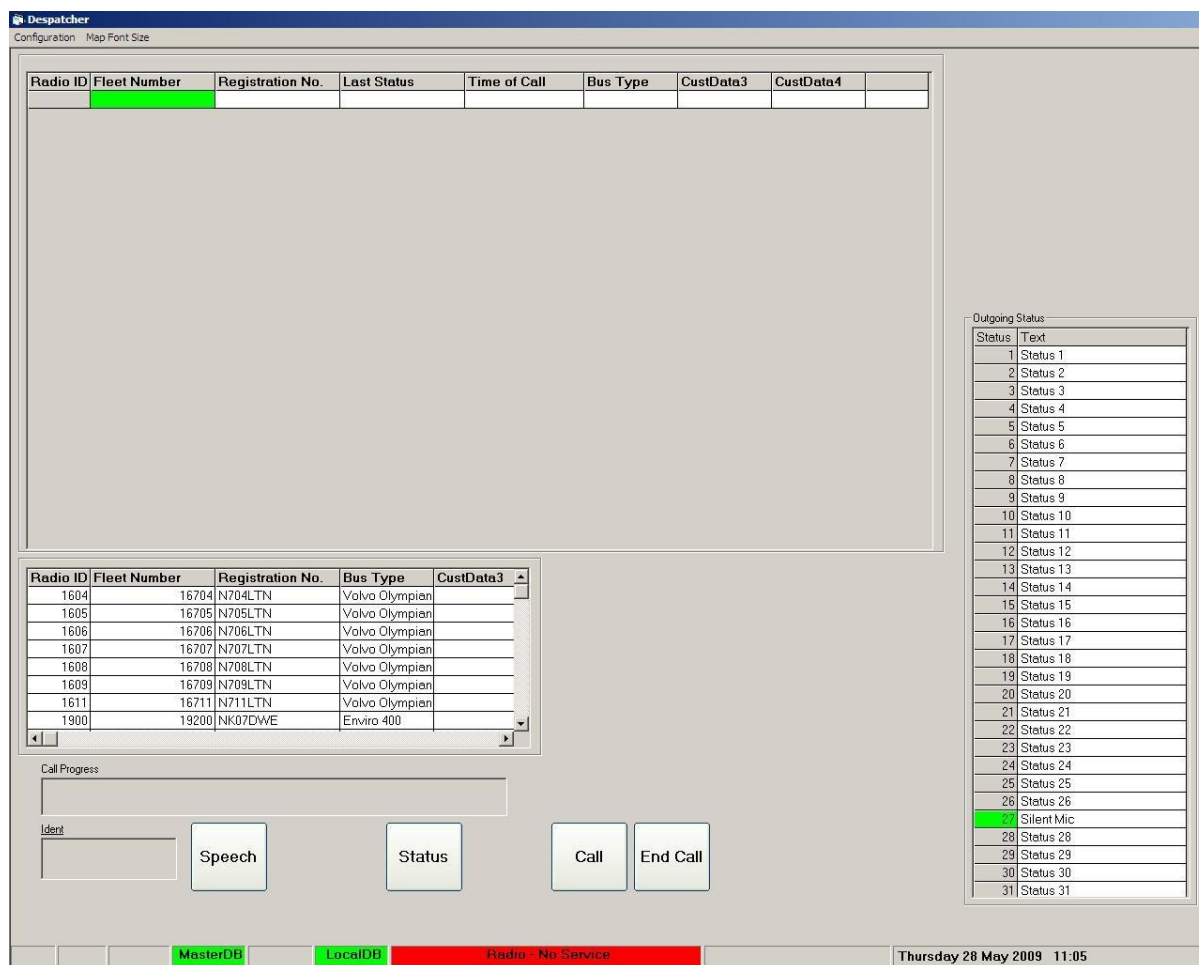 Despatcher
Configuration Map Font Size
Radio ID Fleet Number Registration No. Last Status Time of Call Bus Type CustData3 CustData4
Outgoing Status
Status Text
1 Status 1
2 Status 2
3 Status 3
4 Status 4
5 Status 5
6 Status 6
7 Status 7
8 Status 8
9 Status 9
10 Status 10
11 Status 11
12 Status 12
13 Status 13
14 Status 14
15 Status 15
16 Status 16
17 Status 17
18 Status 18
19 Status 19
20 Status 20
21 Status 21
22 Status 22
23 Status 23
24 Status 24
25 Status 25
26 Status 26
27 Silent Mic
28 Status 28
29 Status 29
30 Status 30
31 Status 31
Radio ID Fleet Number Registration No. Bus Type CustData3
1604 16704 N704LTN Volvo Olympian
1605 16705 N705LTN Volvo Olympian
1606 16706 N706LTN Volvo Olympian
1607 16707 N707LTN Volvo Olympian
1608 16708 N708LTN Volvo Olympian
1609 16709 N709LTN Volvo Olympian
1611 16711 N711LTN Volvo Olympian
1900 19200 NK07DWE Enviro 400
Call Progress
Ident
Speech Status Call End Call
MasterDB LocalDB Radio - No Service Thursday 28 May 2009 11:05